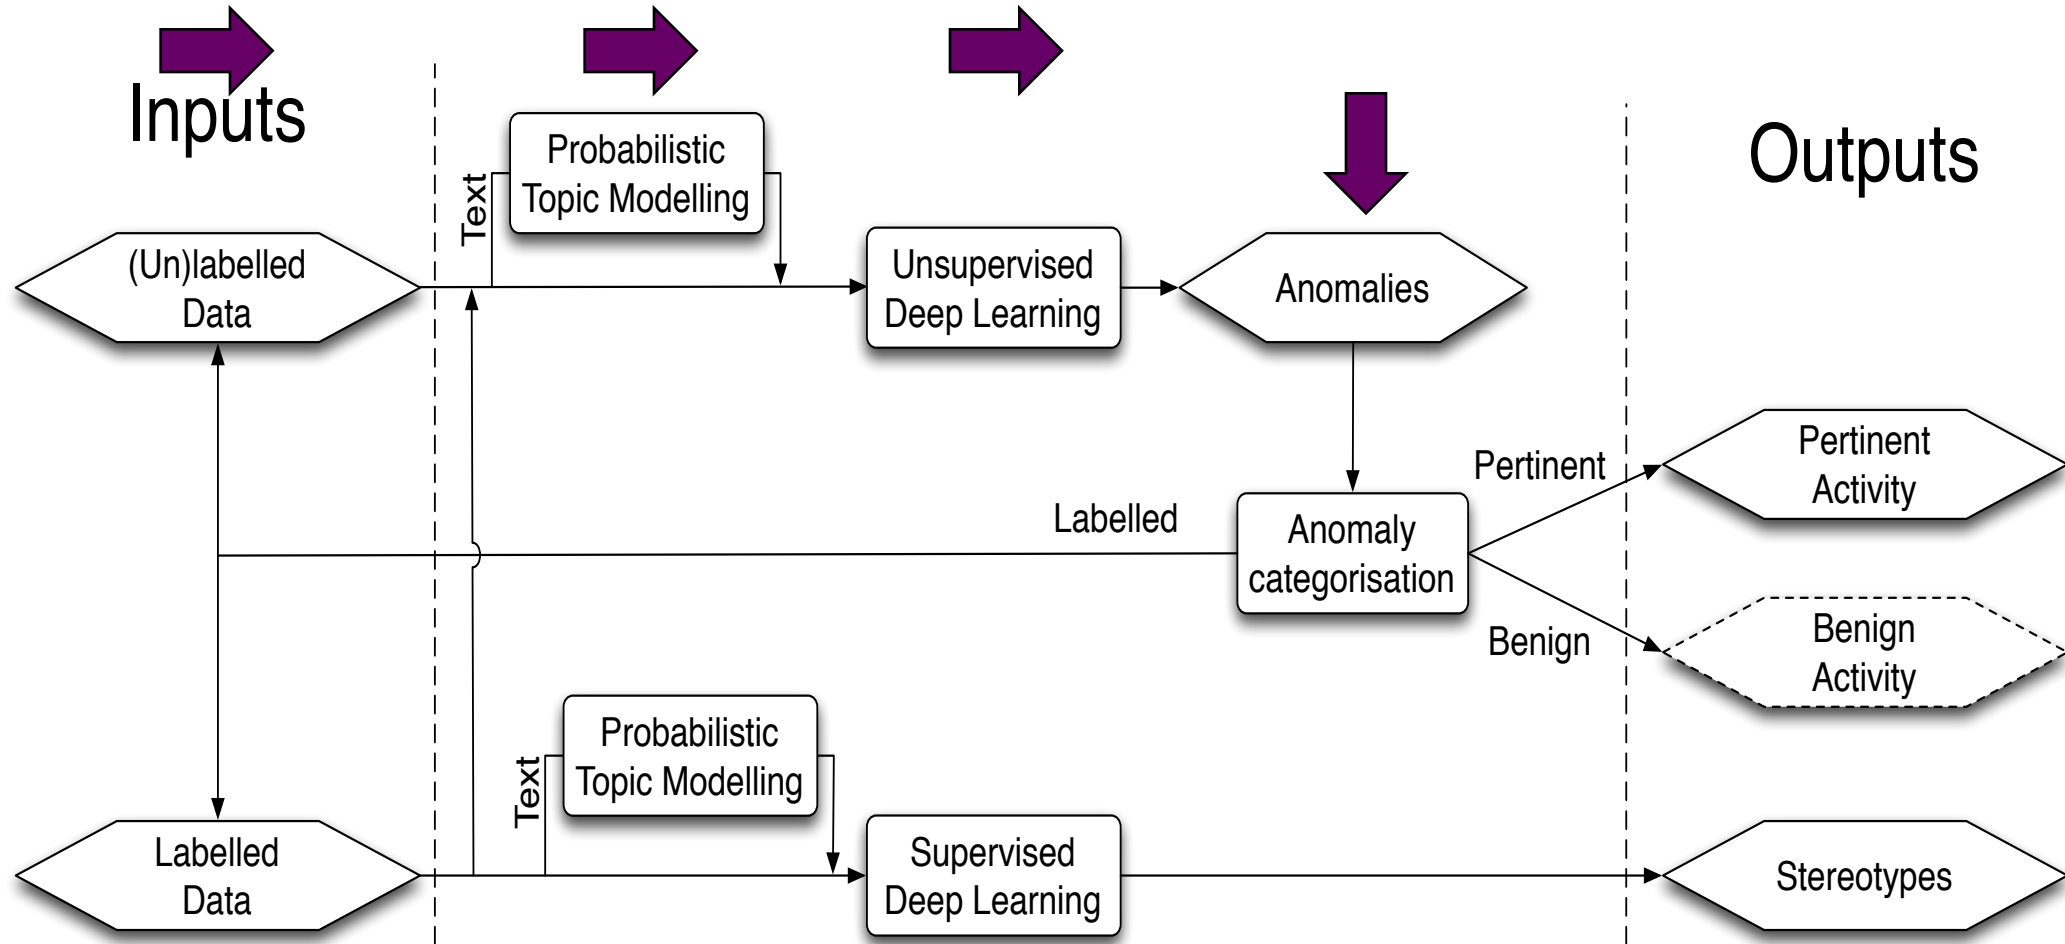 Inputs
Outputs
Text
Probabilistic
Topic Modelling
(Un)labelled
Data
Unsupervised
Deep Learning
Anomalies
Pertinent
Pertinent
Activity
Labelled
Anomaly
categorisation
Benign
Benign
Activity
Text
Probabilistic
Topic Modelling
Labelled
Data
Supervised
Deep Learning
Stereotypes